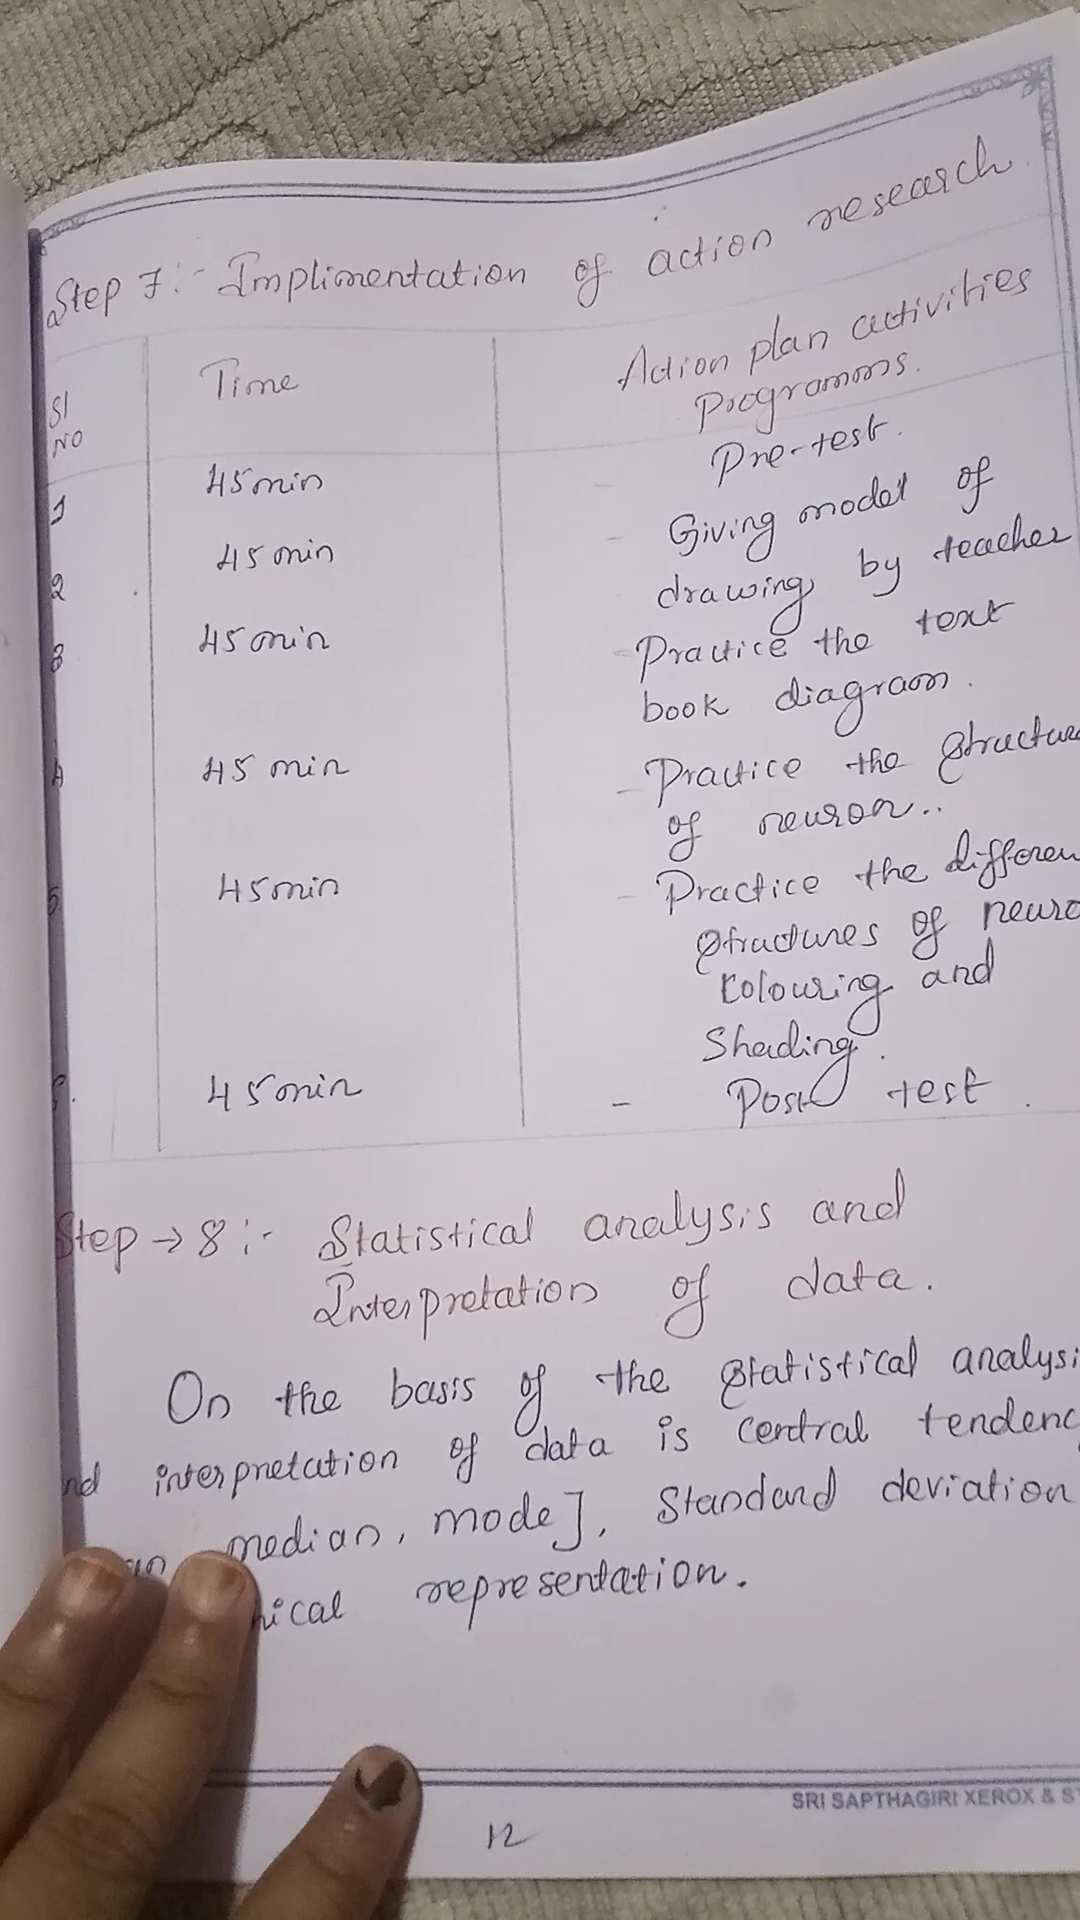 Step 7:- Implimentation of action research.
Sl NO Time Action plan activities Programms.
1 45min - Pre-test.
2 45 min - Giving model of drawing by teacher
3 45min - Practice the text book diagram.
4 45 min - Practice the Structure of neuron..
5 45min - Practice the differen Structures of neuro Colouring and Shading.
45min - Post test.
Step → 8 :- Statistical analysis and
Interpretation of data.
On the basis of the Statistical analysi
nd interpretation of data is central tendenc
median, mode], Standard deviation
hical representation.
SRI SAPTHAGIRI XEROX & S
12